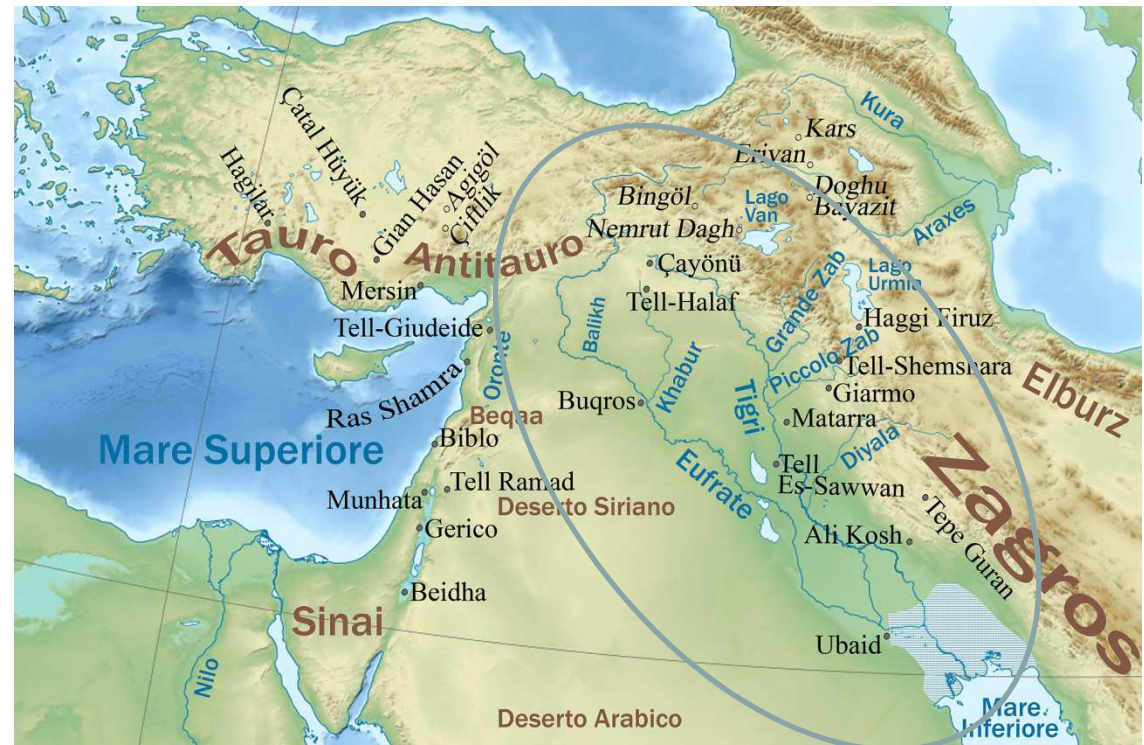 Kura
Kars
Erivan
Çatal Hüyük
Hagilar
Gian Hasan
Agıgöl
Çiftlik
Bingöl
Lago
Van
Doghu
Bayazit
Araxes
Nemrut Dagh
Tauro
Antitauro
Çayönü
Lago
Urmia
Mersin
Tell-Halaf
Grande Zab
Haggi Firuz
Tell-Giudeide
Oronte
Balikh
Khabur
Piccolo Zab
Tell-Shemshara
Elburz
Ras Shamra
Giarmo
Buqros
Beqaa
Tigri
Matarra
Mare Superiore
Biblo
Diyala
Zagros
Eufrate
Tell
Es-Sawwan
Tell Ramad
Munhata
Deserto Siriano
Tepe Guran
Gerico
Ali Kosh
Beidha
Sinai
Ubaid
Nilo
Deserto Arabico
Mare
Inferiore